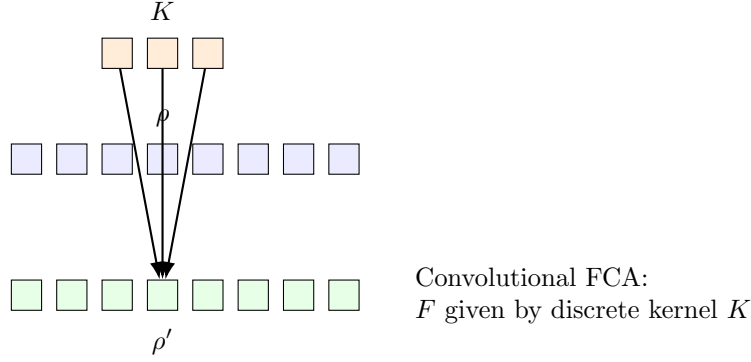 K
ρ
Convolutional FCA:
F given by discrete kernel K
ρ′